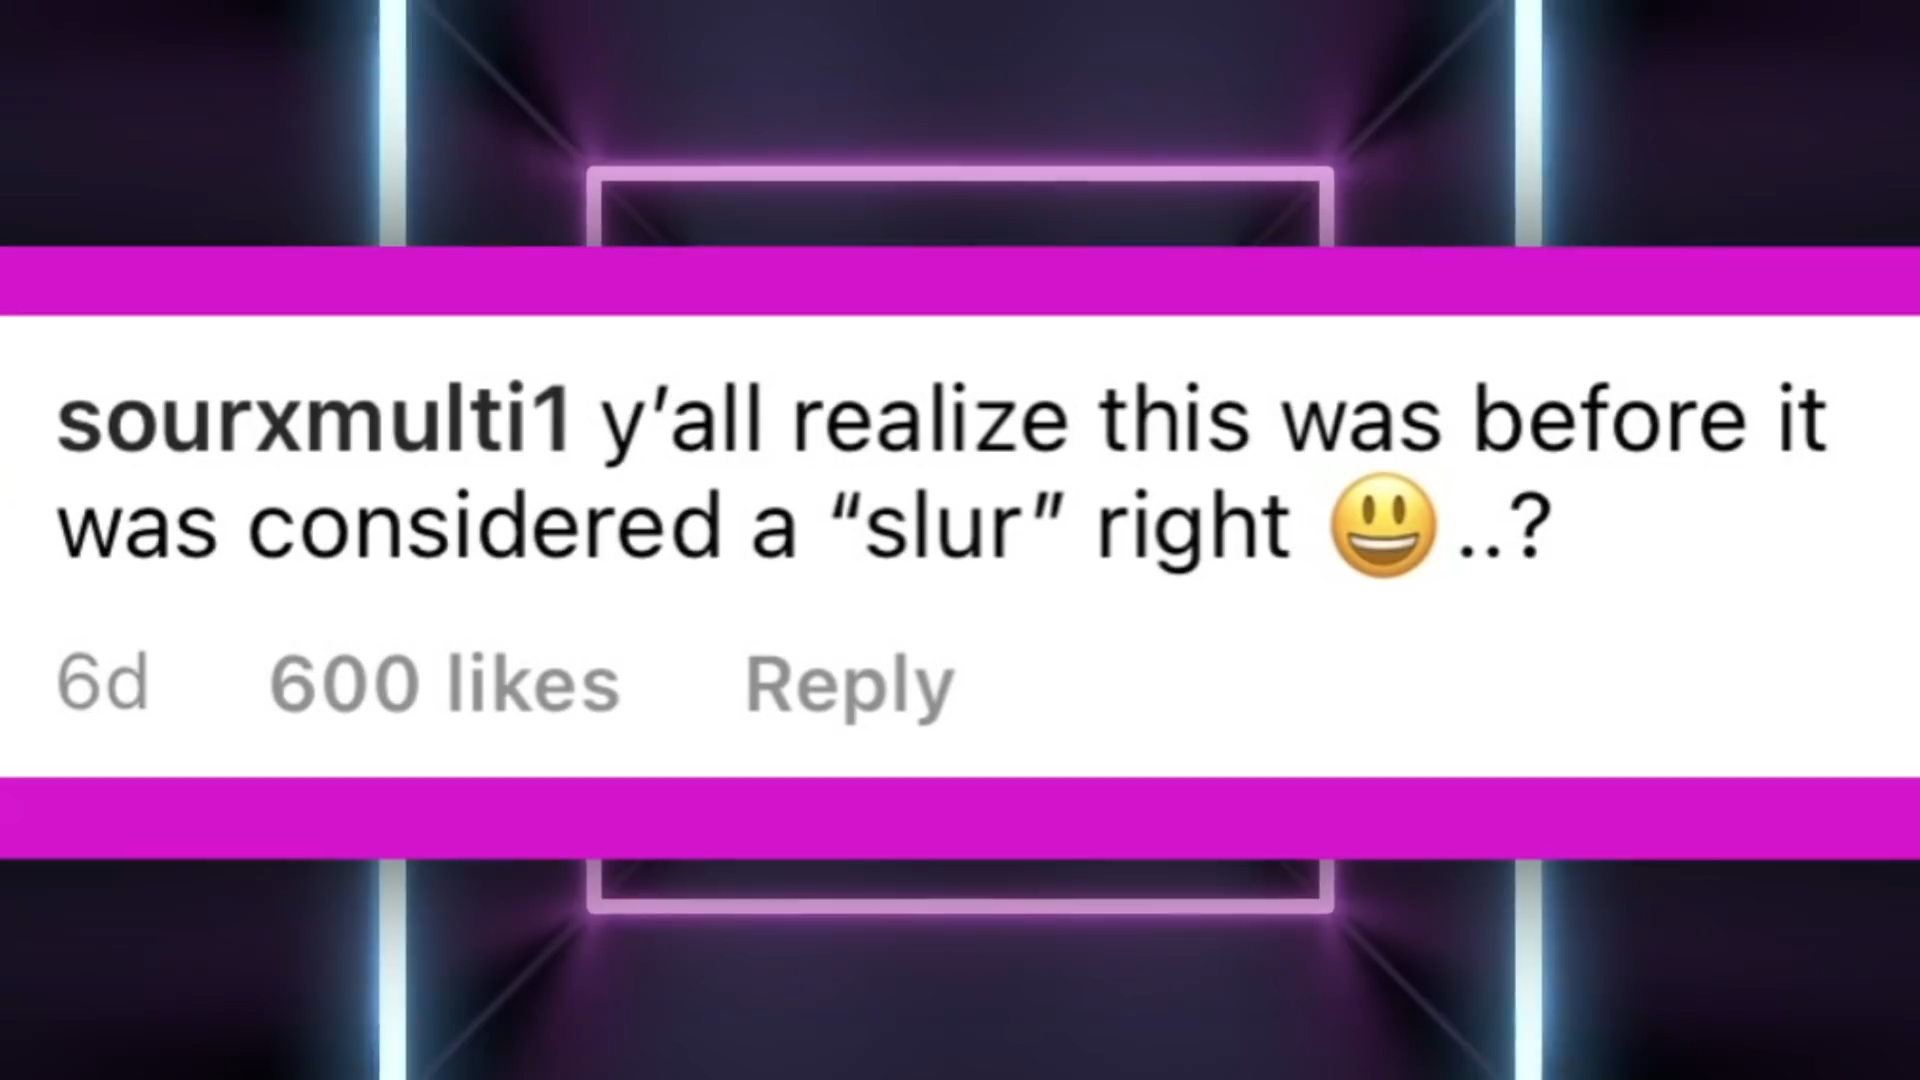 sourxmulti1 y’all realize this was before it
was considered a “slur” right 😃..?
6d 600 likes Reply